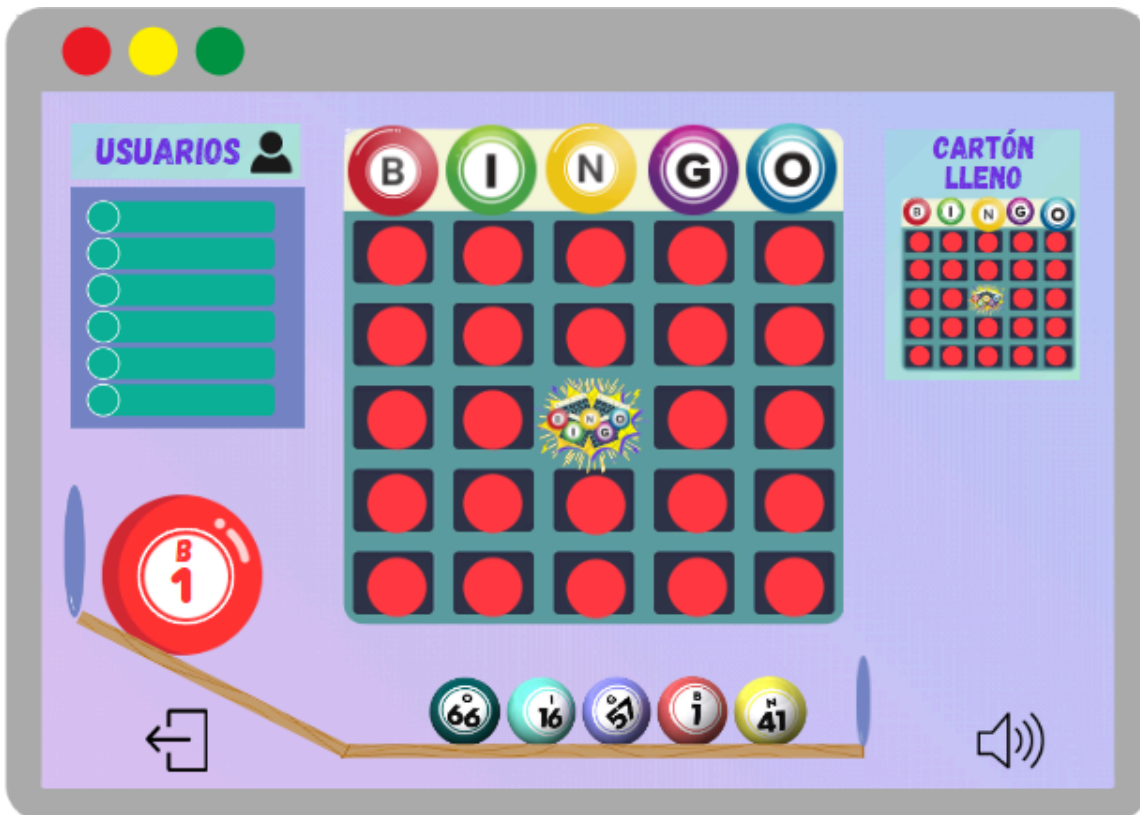 USUARIOS
B I N G O
CARTÓN
LLENO
B I N G O
B I N G O
B
1
O
66
I
16
G
57
B
1
N
41